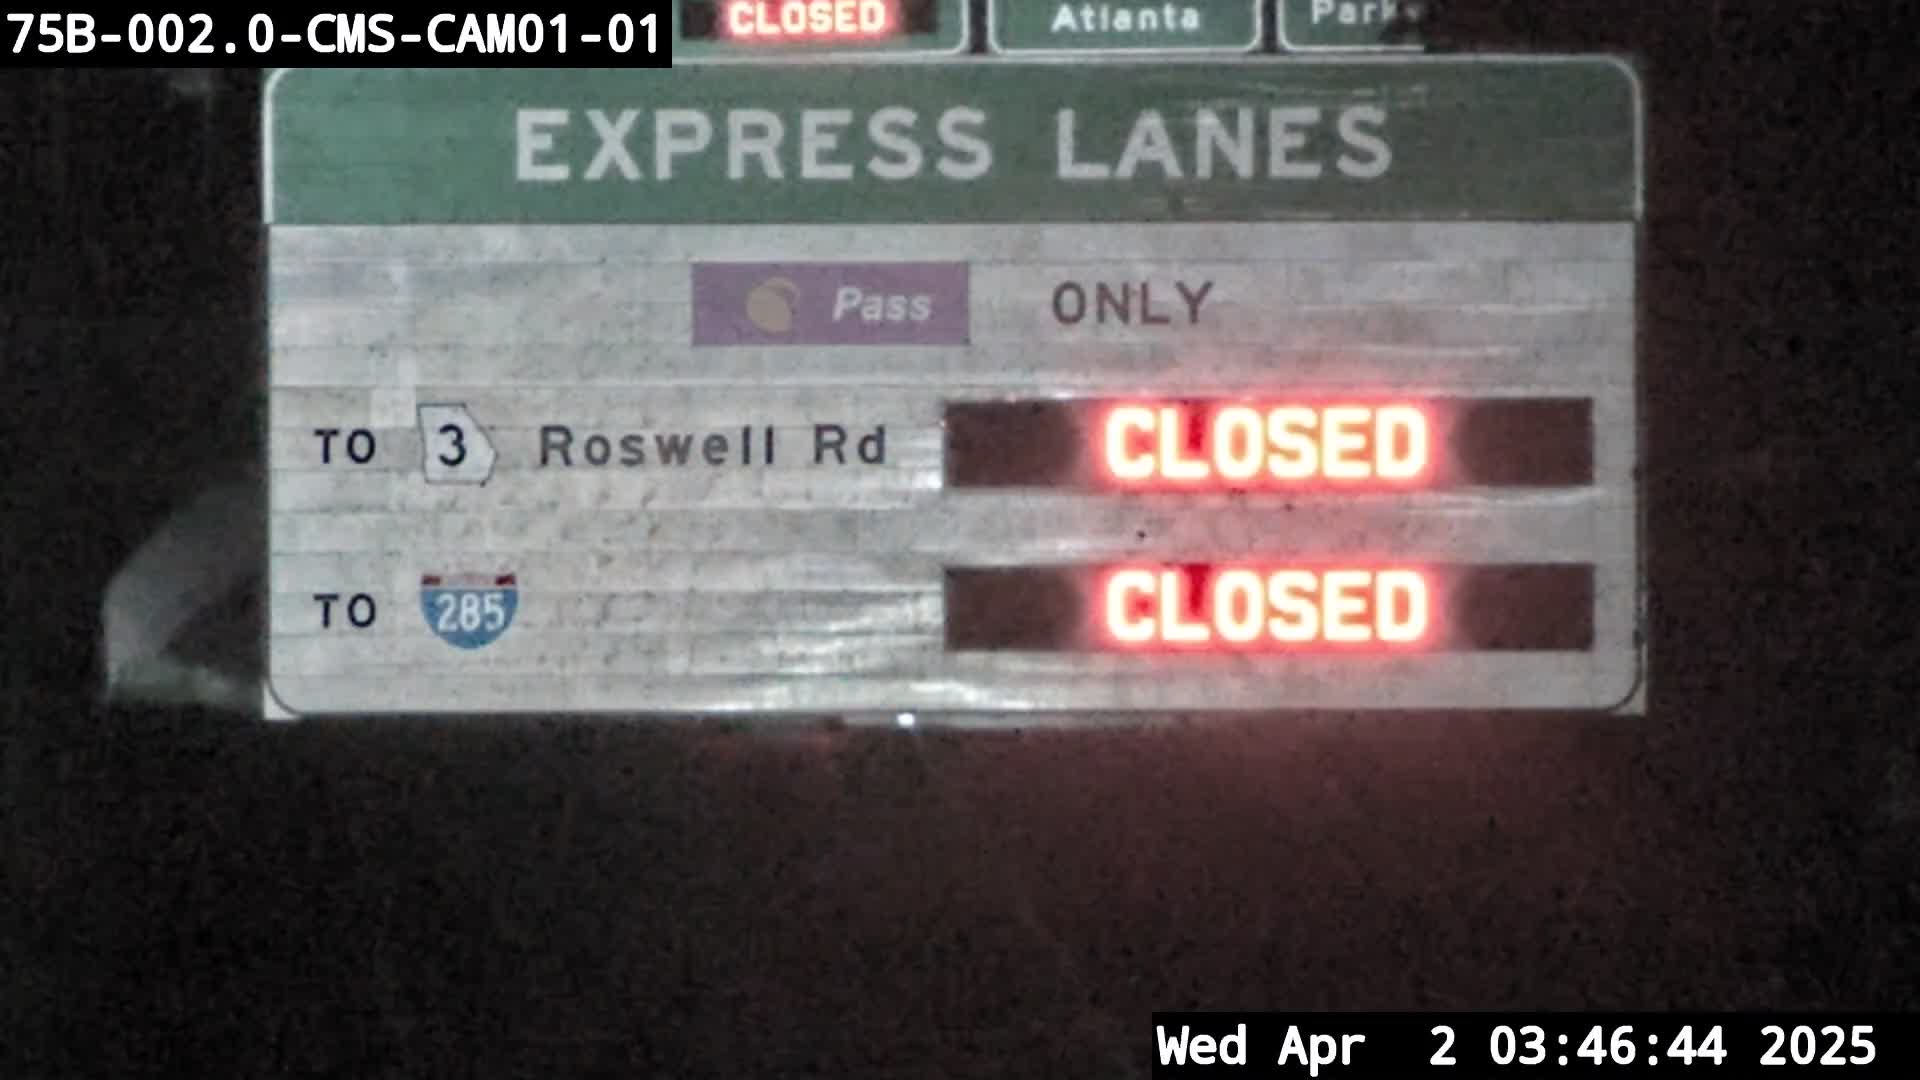 75B-002.0-CMS-CAM01-01
CLOSED
Atlanta
EXPRESS LANES
Pass ONLY
TO 3 Roswell Rd CLOSED
TO 285 CLOSED
Wed Apr 2 03:46:44 2025